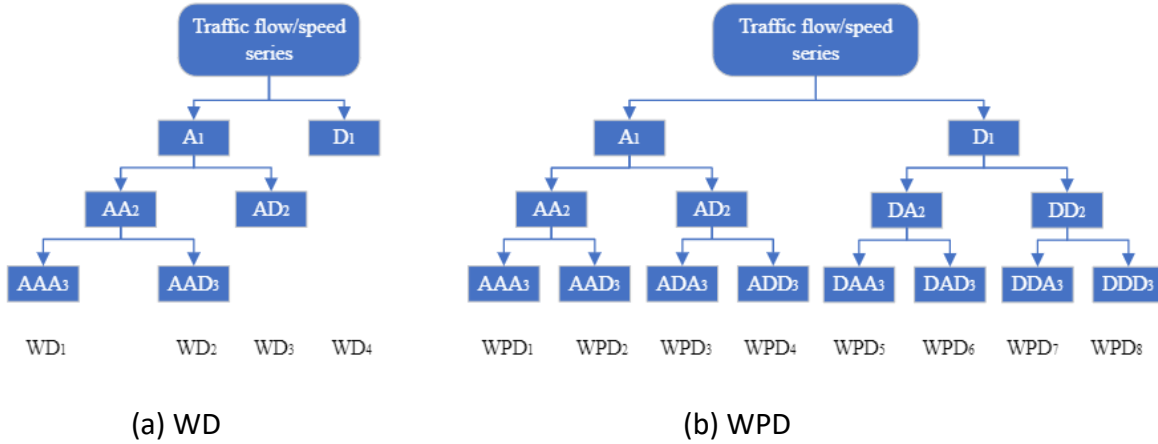 Traffic flow/speed
series
A1
D1
AA2
AD2
AAA3
AAD3
WD1
WD2
WD3
WD4
(a) WD
Traffic flow/speed
series
A1
D1
AA2
AD2
DA2
DD2
AAA3
AAD3
ADA3
ADD3
DAA3
DAD3
DDA3
DDD3
WPD1
WPD2
WPD3
WPD4
WPD5
WPD6
WPD7
WPD8
(b) WPD